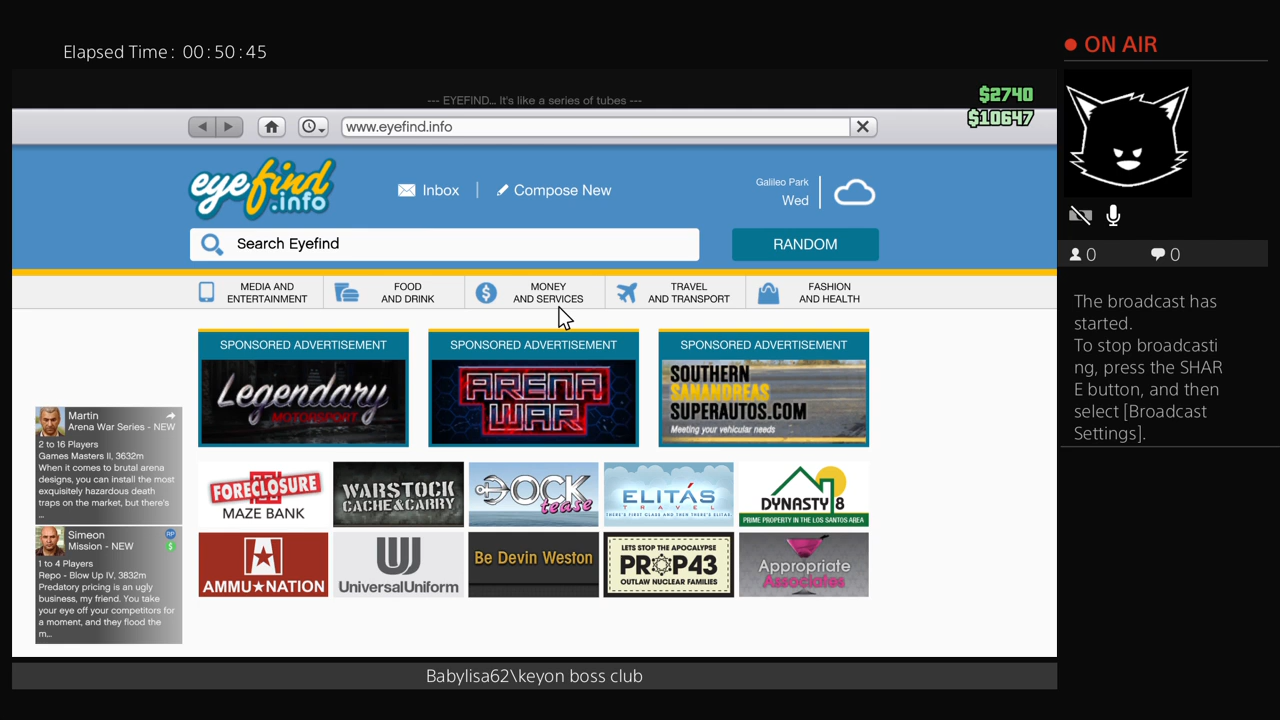 Elapsed Time: 00:50:45
ON AIR
--- EYEFIND... It's like a series of tubes ---
$2740
$10647
www.eyefind.info
eyefind.info
Inbox
Compose New
Galileo Park
Wed
Search Eyefind
RANDOM
0
0
MEDIA AND
ENTERTAINMENT
FOOD
AND DRINK
MONEY
AND SERVICES
TRAVEL
AND TRANSPORT
FASHION
AND HEALTH
SPONSORED ADVERTISEMENT
Legendary
MOTORSPORT
SPONSORED ADVERTISEMENT
ARENA
WAR
SPONSORED ADVERTISEMENT
SOUTHERN
SANANDREAS
SUPERAUTOS.COM
Meeting your vehicular needs
The broadcast has
started.
To stop broadcasti
ng, press the SHAR
E button, and then
select [Broadcast
Settings].
Martin
Arena War Series - NEW
2 to 16 Players
Games Masters II, 3632m
When it comes to brutal arena
designs, you can install the most
exquisitely hazardous death
traps on the market, but there's
...
Simeon
Mission - NEW
RP
$
1 to 4 Players
Repo - Blow Up IV, 3832m
Predatory pricing is an ugly
business, my friend. You take
your eye off your competitors for
a moment, and they flood the
m...
FORECLOSURE
MAZE BANK
WARSTOCK
CACHE&CARRY
DOCK
tease
ELITÁS
TRAVEL
THERE'S FIRST CLASS AND THEN THERE'S ELITAS
DYNASTY 8
PRIME PROPERTY IN THE LOS SANTOS AREA
AMMU★NATION
UniversalUniform
Be Devin Weston
LETS STOP THE APOCALYPSE
PROP43
OUTLAW NUCLEAR FAMILIES
Appropriate
Associates
Babylisa62\keyon boss club